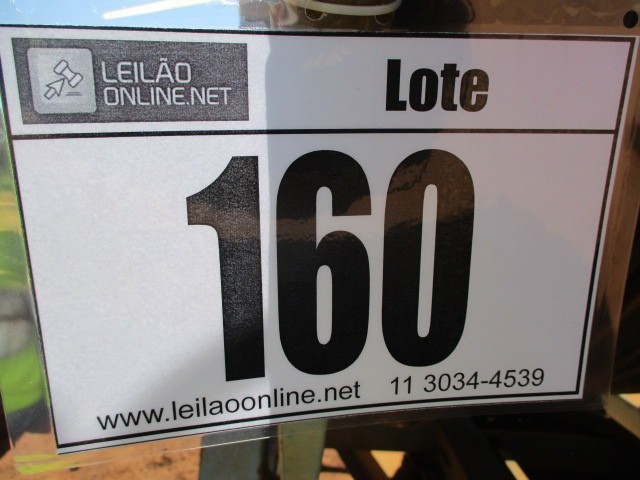 LEILÃO
ONLINE.NET
Lote
160
www.leilaoonline.net 11 3034-4539